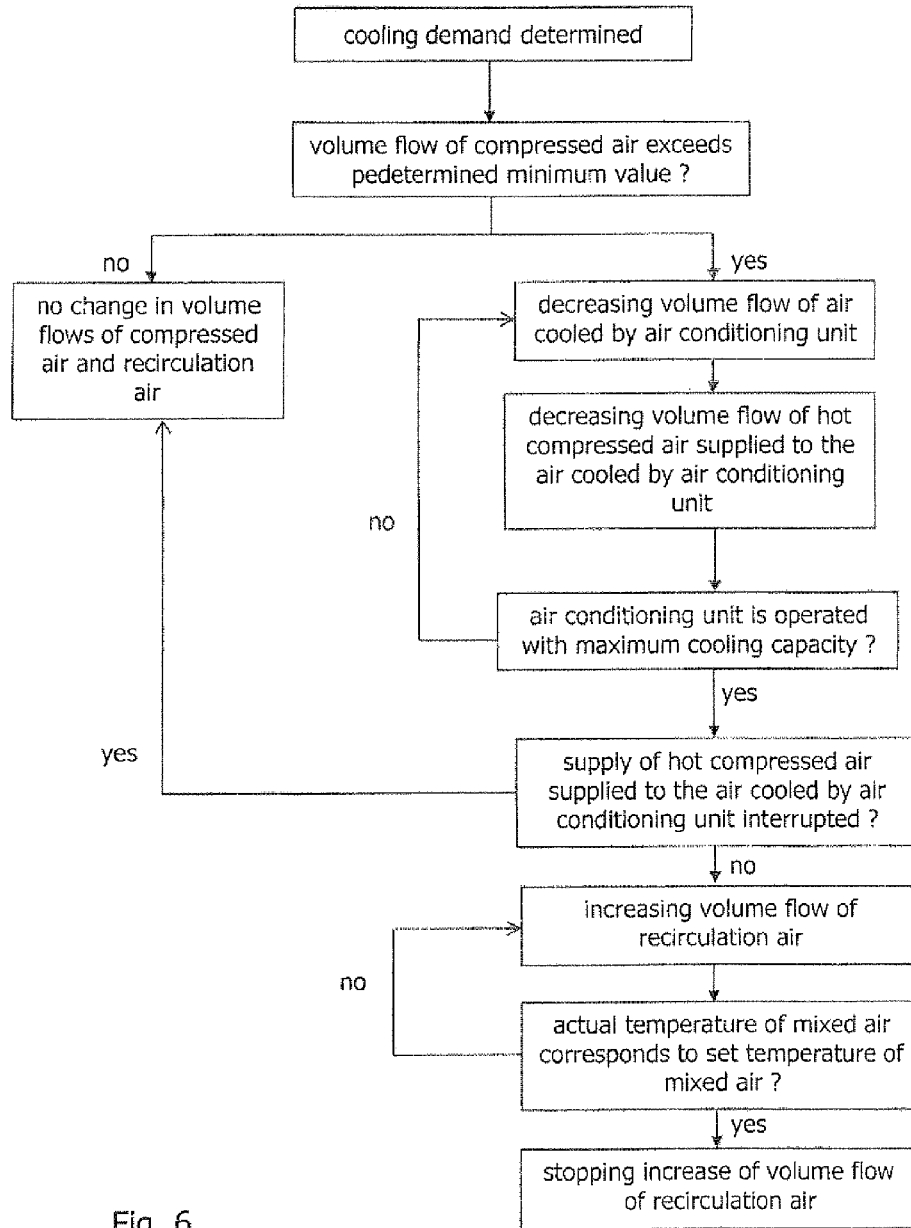 cooling demand determined
volume flow of compressed air exceeds
pedetermined minimum value ?
no
yes
no change in volume
flows of compressed
air and recirculation
air
decreasing volume flow of air
cooled by air conditioning unit
decreasing volume flow of hot
compressed air supplied to the
air cooled by air conditioning
unit
no
air conditioning unit is operated
with maximum cooling capacity ?
yes
yes
supply of hot compressed air
supplied to the air cooled by air
conditioning unit interrupted ?
no
increasing volume flow of
recirculation air
no
actual temperature of mixed air
corresponds to set temperature of
mixed air ?
yes
stopping increase of volume flow
of recirculation air
Fig. 6